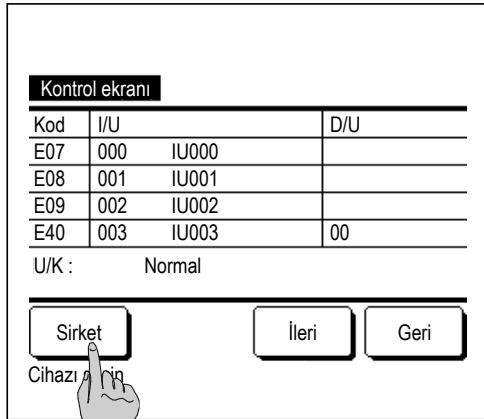 Kontrol ekranı
Kod I/U D/U
E07 000 IU000
E08 001 IU001
E09 002 IU002
E40 003 IU003 00
U/K : Normal
Sirket İleri Geri
Cihazı